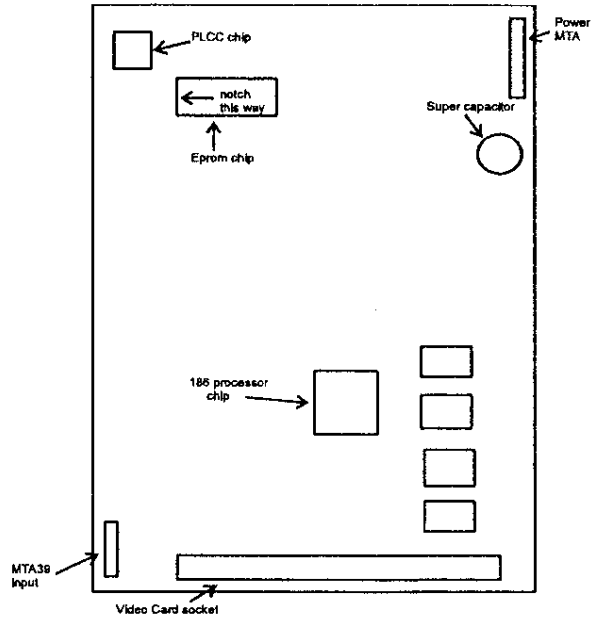 PLCC chip
Power
MTA
notch
this way
Super capacitor
Eprom chip
186 processor
chip
MTA39
Input
Video Card socket